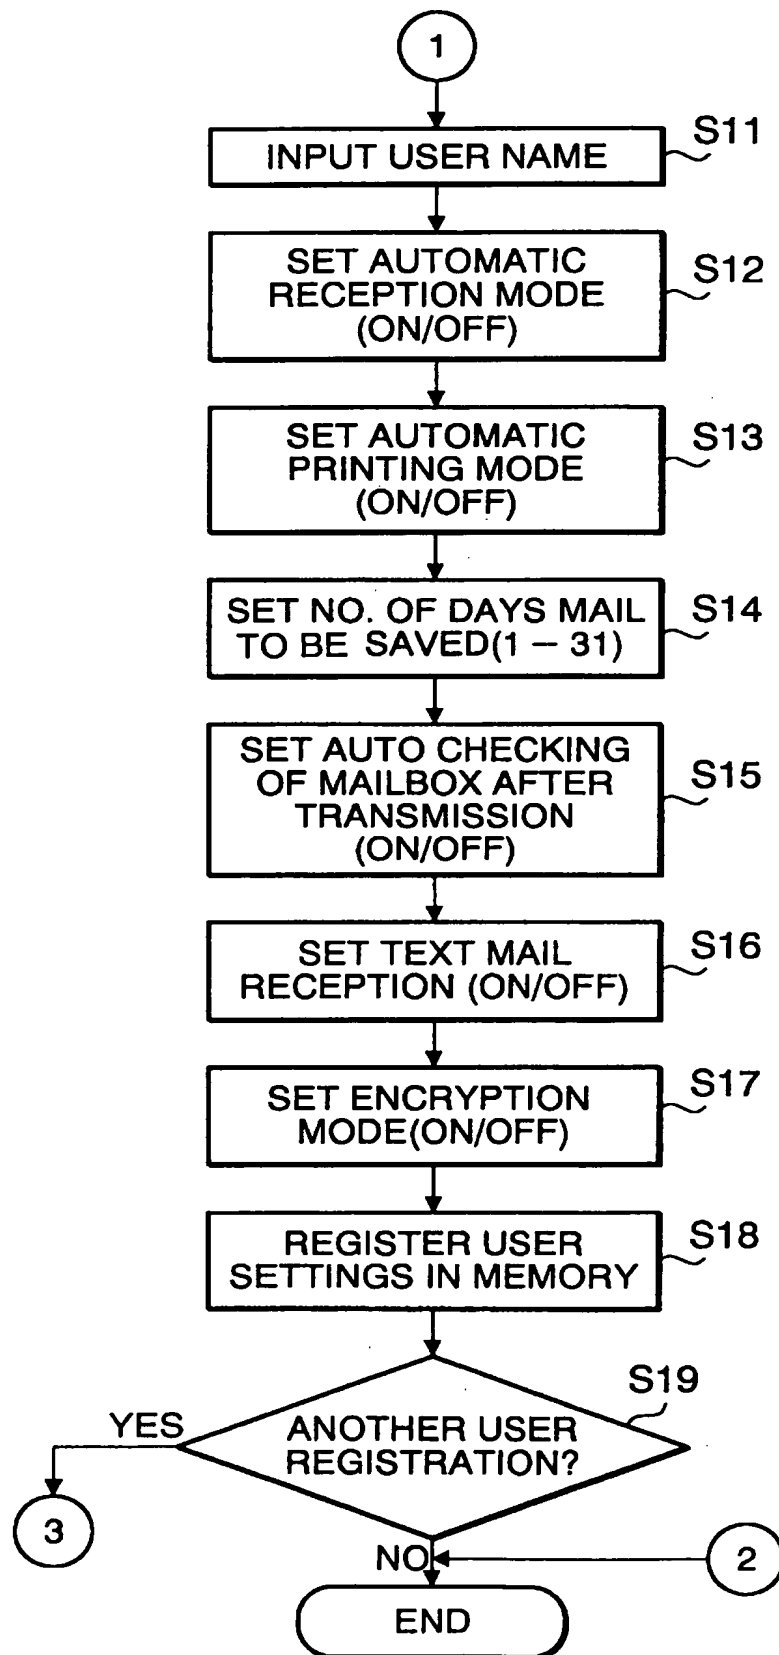 1
INPUT USER NAME
S11
SET AUTOMATIC
RECEPTION MODE
(ON/OFF)
S12
SET AUTOMATIC
PRINTING MODE
(ON/OFF)
S13
SET NO. OF DAYS MAIL
TO BE SAVED(1 – 31)
S14
SET AUTO CHECKING
OF MAILBOX AFTER
TRANSMISSION
(ON/OFF)
S15
SET TEXT MAIL
RECEPTION (ON/OFF)
S16
SET ENCRYPTION
MODE(ON/OFF)
S17
REGISTER USER
SETTINGS IN MEMORY
S18
S19
YES
ANOTHER USER
REGISTRATION?
3
NO
2
END